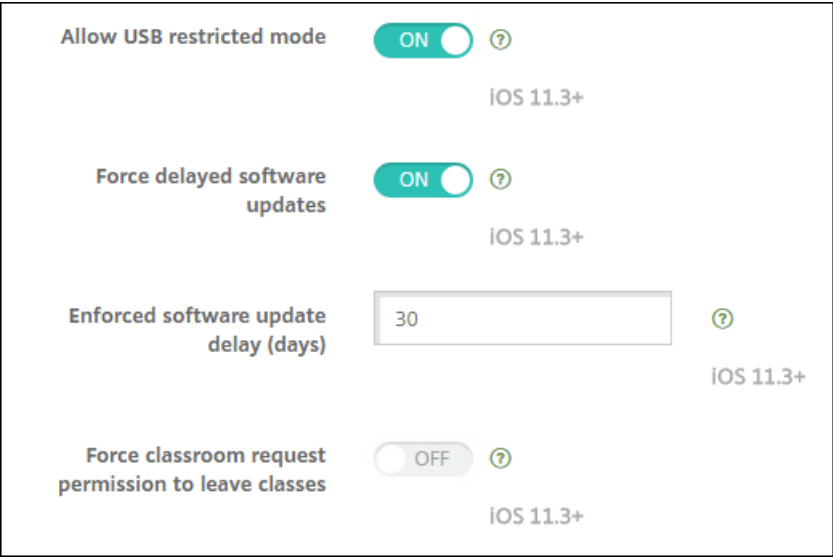 Allow USB restricted mode ON ?
iOS 11.3+
Force delayed software
updates ON ?
iOS 11.3+
Enforced software update
delay (days) 30 ?
iOS 11.3+
Force classroom request
permission to leave classes OFF ?
iOS 11.3+